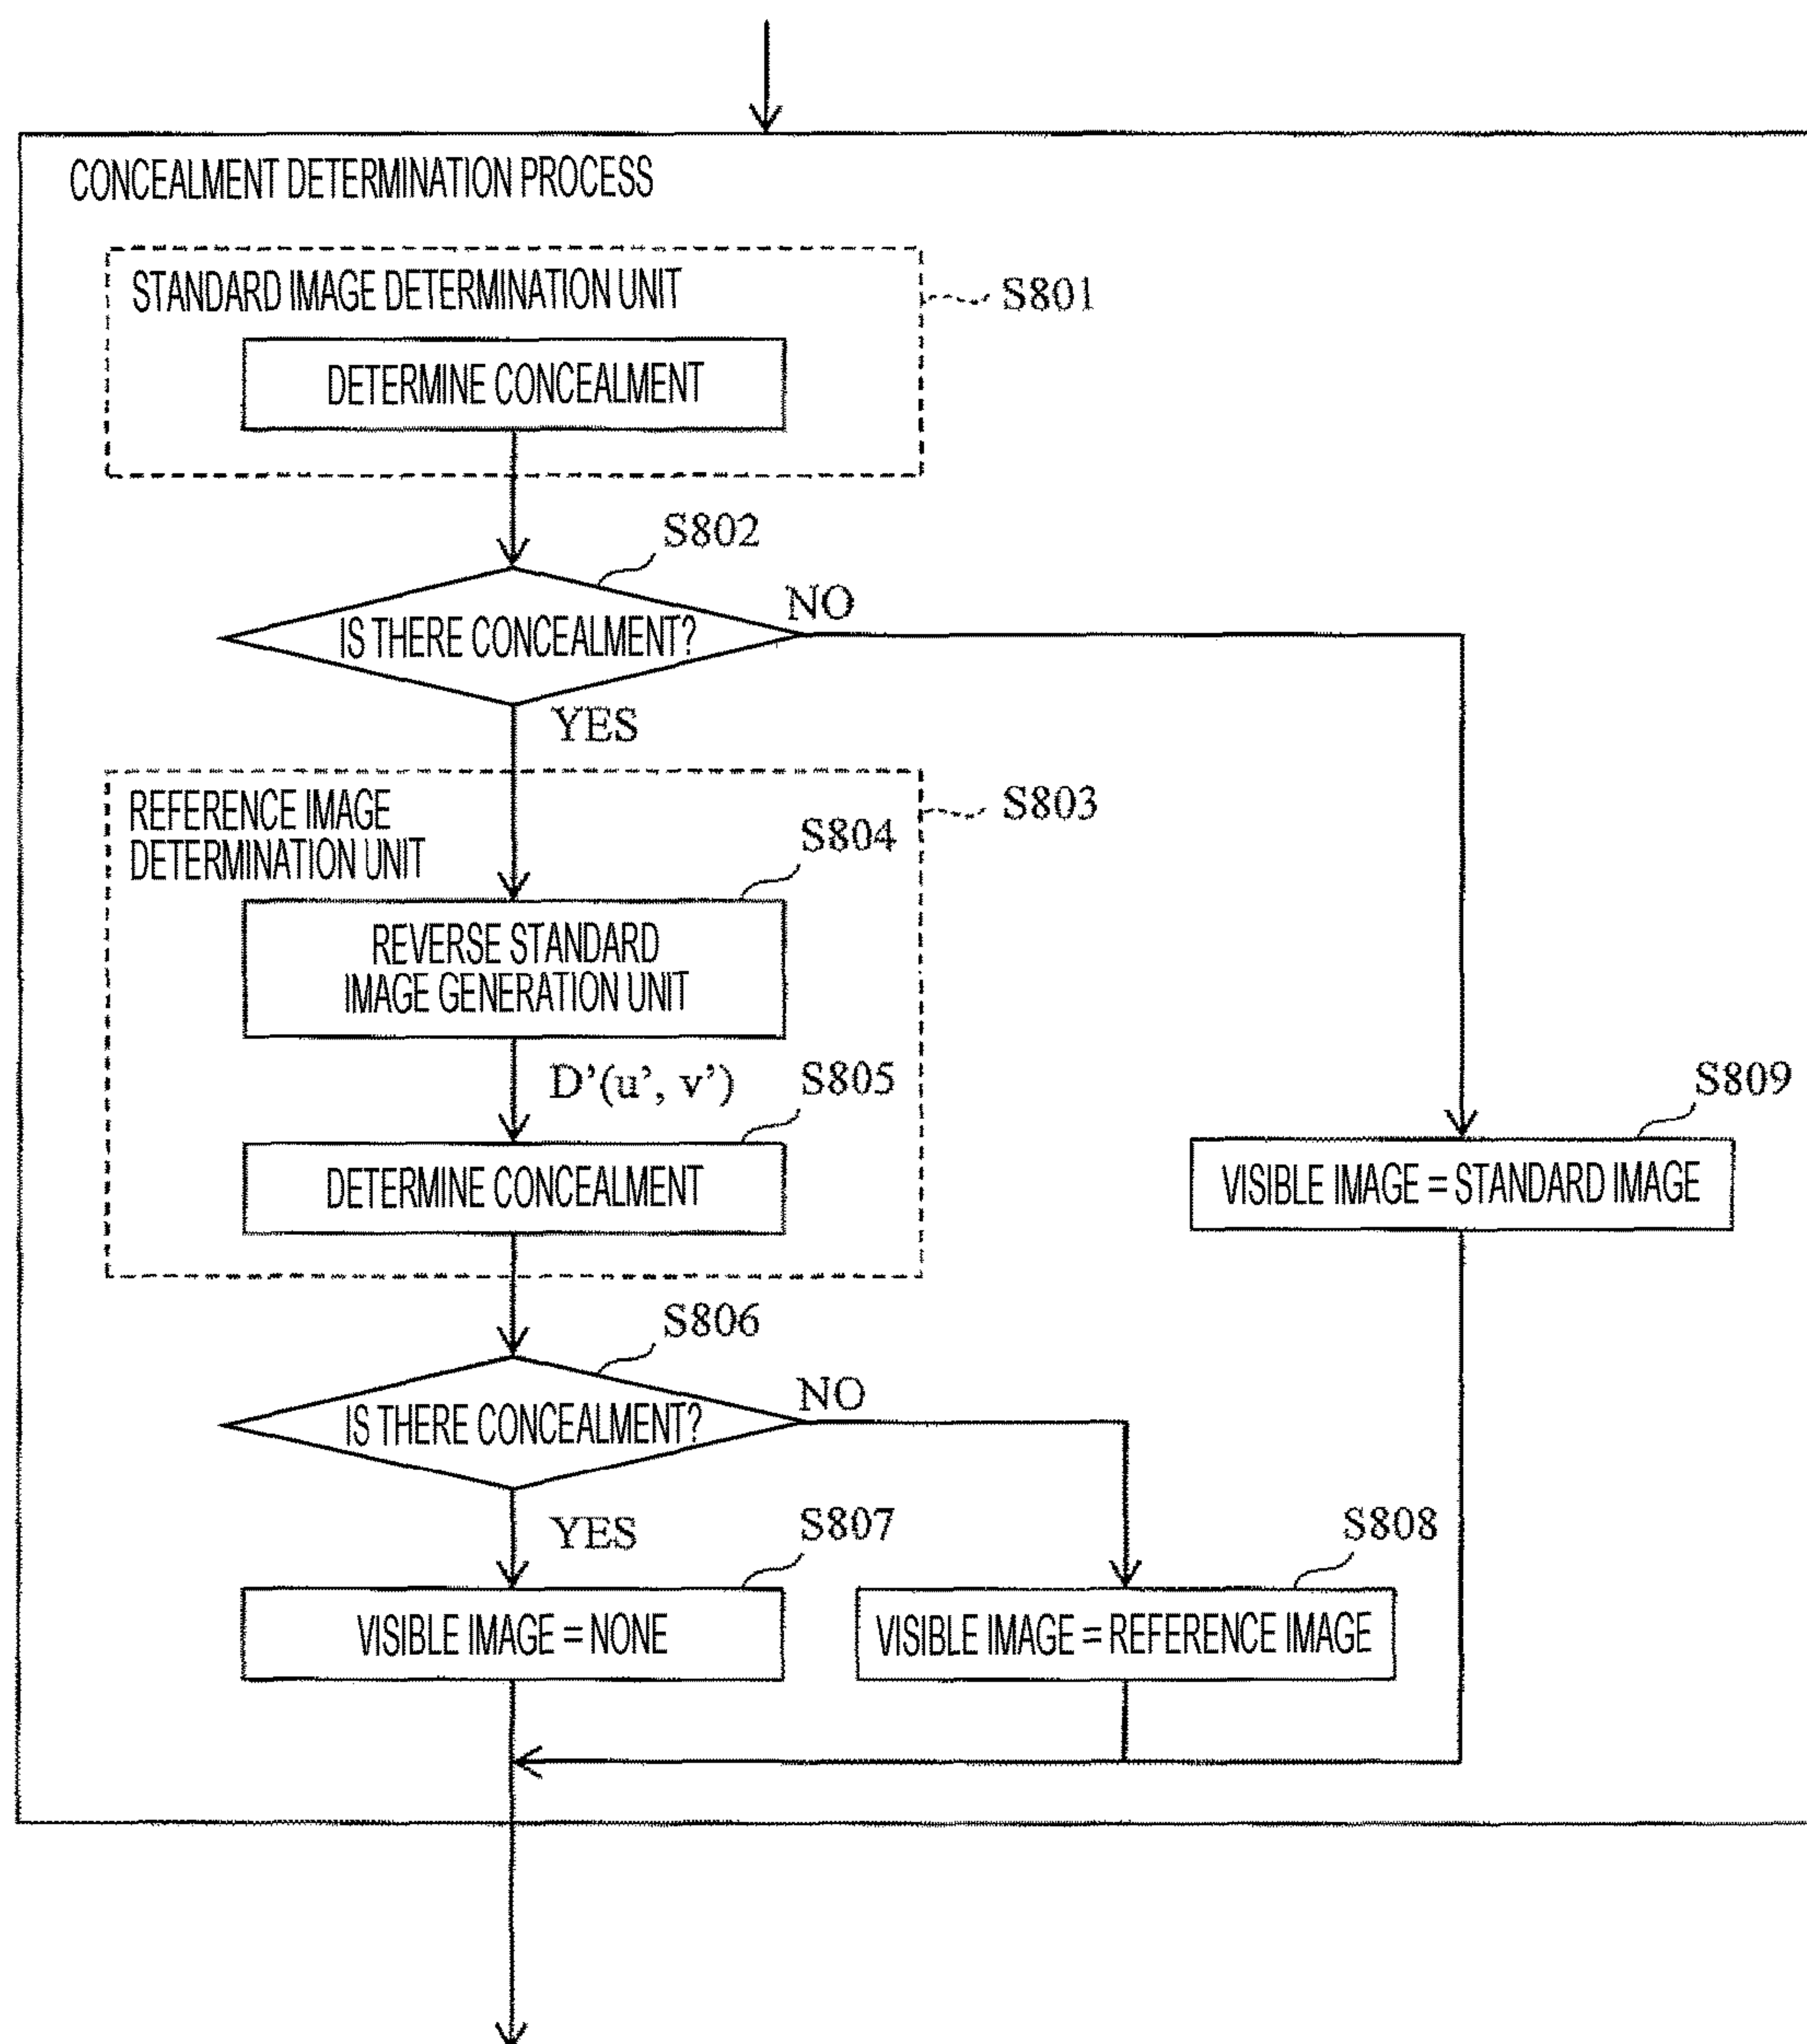 CONCEALMENT DETERMINATION PROCESS
STANDARD IMAGE DETERMINATION UNIT
S801
DETERMINE CONCEALMENT
S802
NO
IS THERE CONCEALMENT?
YES
REFERENCE IMAGE
DETERMINATION UNIT
S803
S804
REVERSE STANDARD
IMAGE GENERATION UNIT
D’(u’, v’)
S805
DETERMINE CONCEALMENT
S809
VISIBLE IMAGE = STANDARD IMAGE
S806
NO
IS THERE CONCEALMENT?
YES
S807
S808
VISIBLE IMAGE = NONE
VISIBLE IMAGE = REFERENCE IMAGE